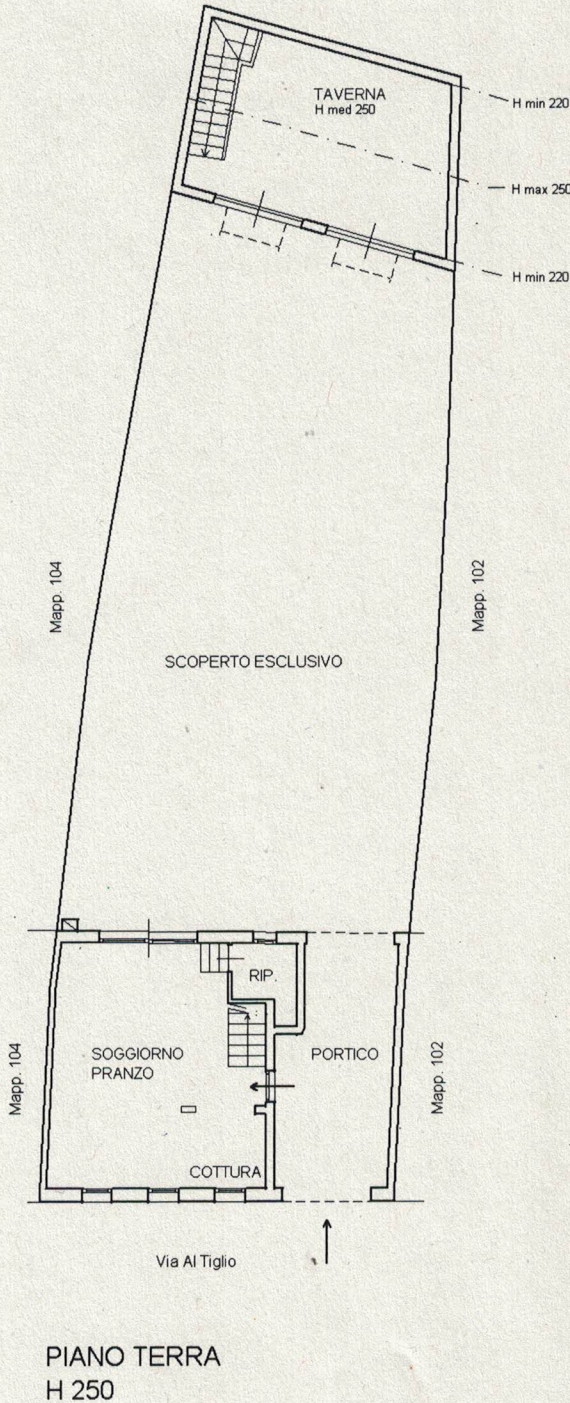 TAVERNA
H med 250
H min 220
H max 250
H min 220
Mapp. 104
Mapp. 102
SCOPERTO ESCLUSIVO
RIP.
SOGGIORNO
PRANZO
PORTICO
Mapp. 104
Mapp. 102
COTTURA
Via Al Tiglio
PIANO TERRA
H 250